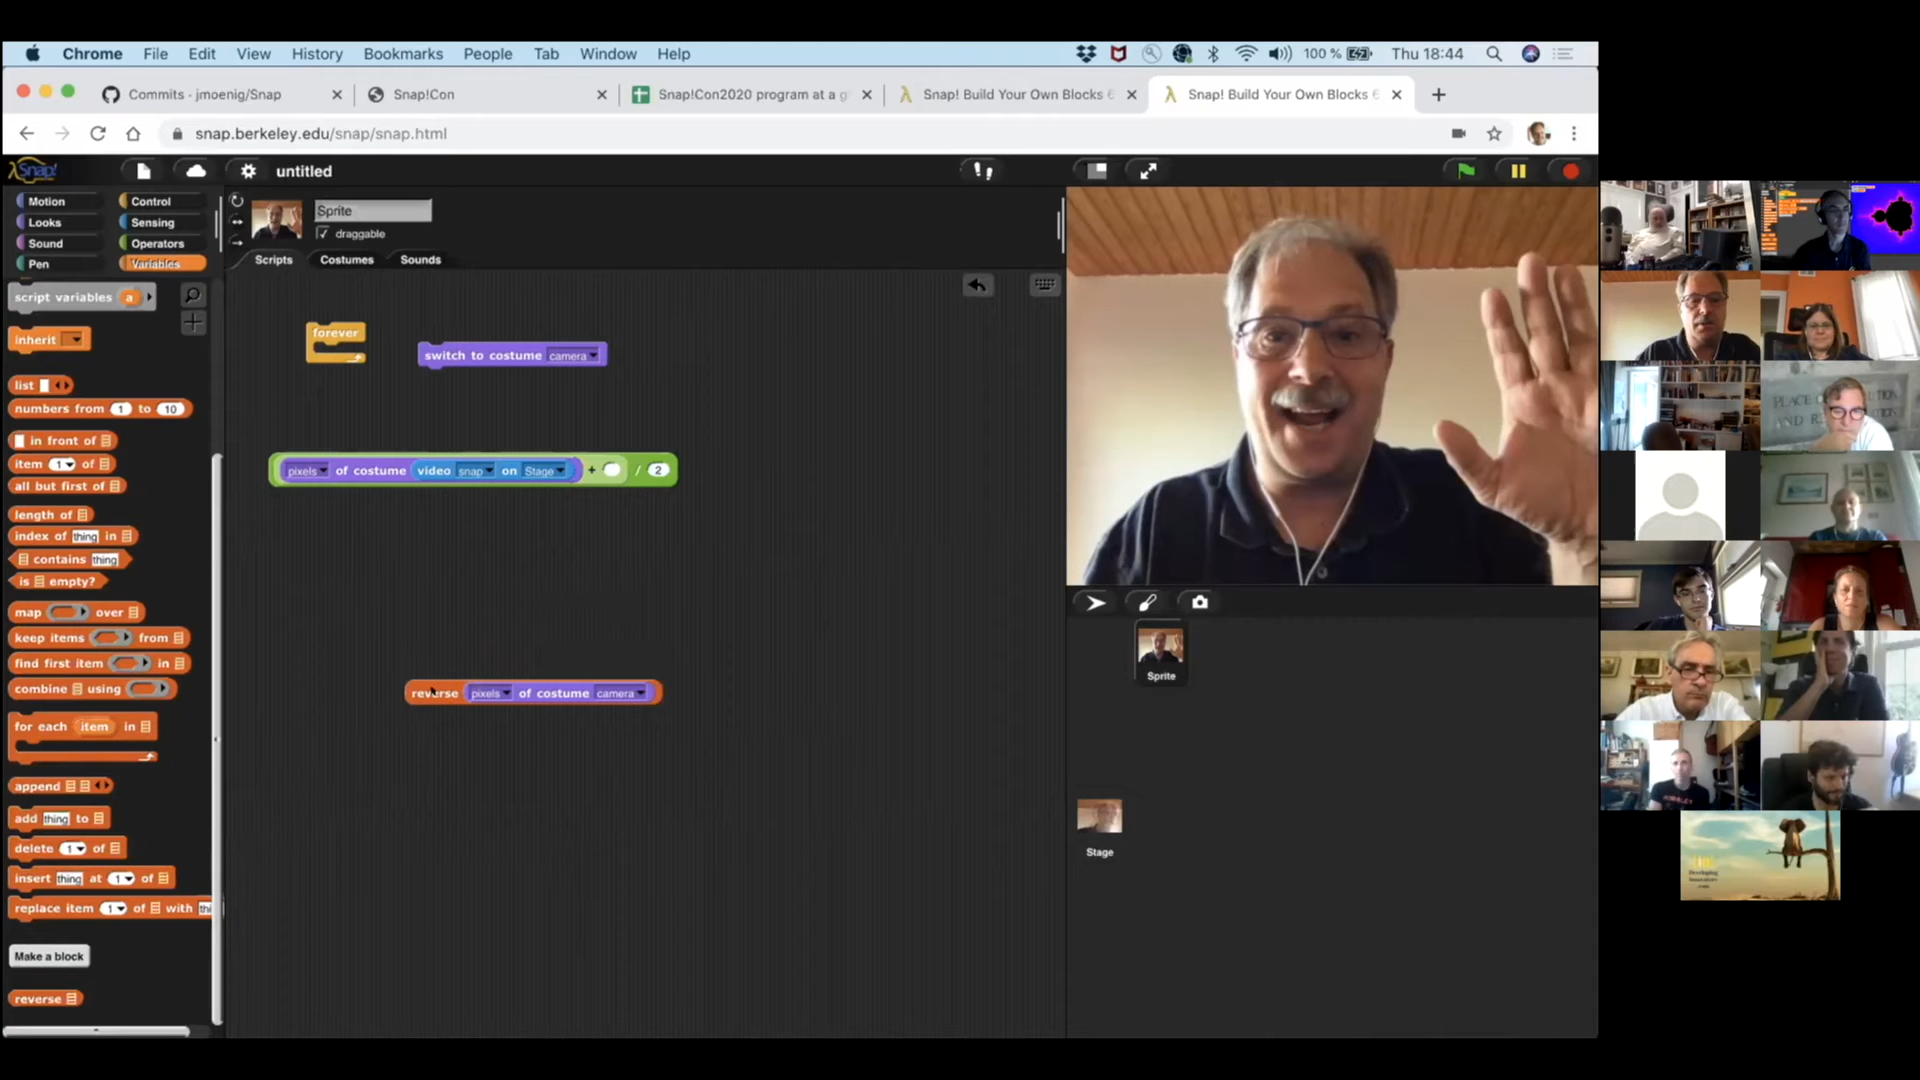 Chrome File Edit View History Bookmarks People Tab Window Help 100 % Thu 18:44
Commits - jmoenig/Snap
Snap!Con
Snap!Con2020 program at a g
Snap! Build Your Own Blocks 6
Snap! Build Your Own Blocks 6
snap.berkeley.edu/snap/snap.html
Snap!
untitled
Motion Control
Looks Sensing
Sound Operators
Pen Variables
Sprite
draggable
Scripts Costumes Sounds
script variables a
inherit
list
numbers from 1 to 10
in front of
item 1 of
all but first of
length of
index of thing in
contains thing
is empty?
map over
keep items from
find first item in
combine using
for each item in
append
add thing to
delete 1 of
insert thing at 1 of
replace item 1 of with thi
Make a block
reverse
forever
switch to costume camera
pixels of costume video snap on Stage + / 2
reverse pixels of costume camera
Sprite
Stage
Developing